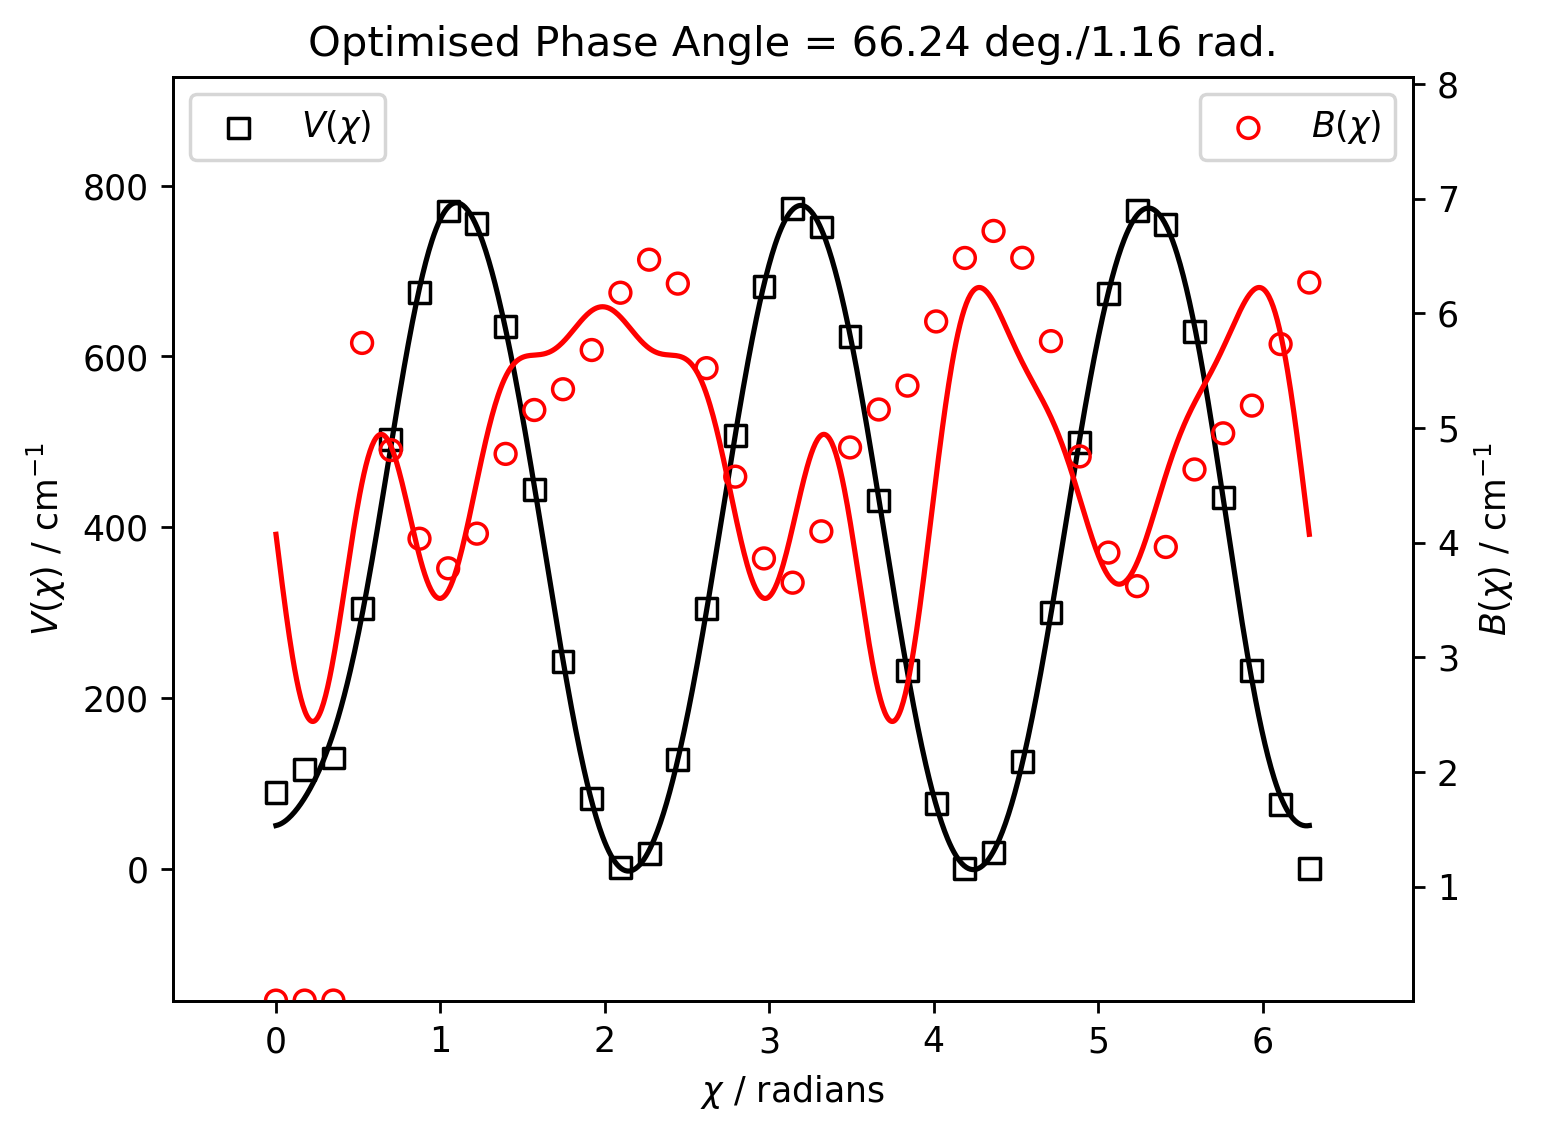 Optimised Phase Angle = 66.24 deg./1.16 rad.
V(χ)
B(χ)
800
600
400
200
0
V(χ) / cm⁻¹
8
7
6
5
4
3
2
1
B(χ) / cm⁻¹
0 1 2 3 4 5 6
χ / radians